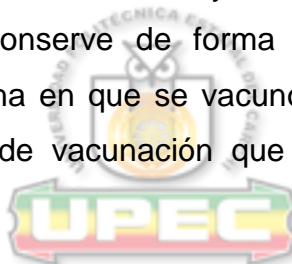 onserve de forma
na en que se vacuno
de vacunación que
UPEC